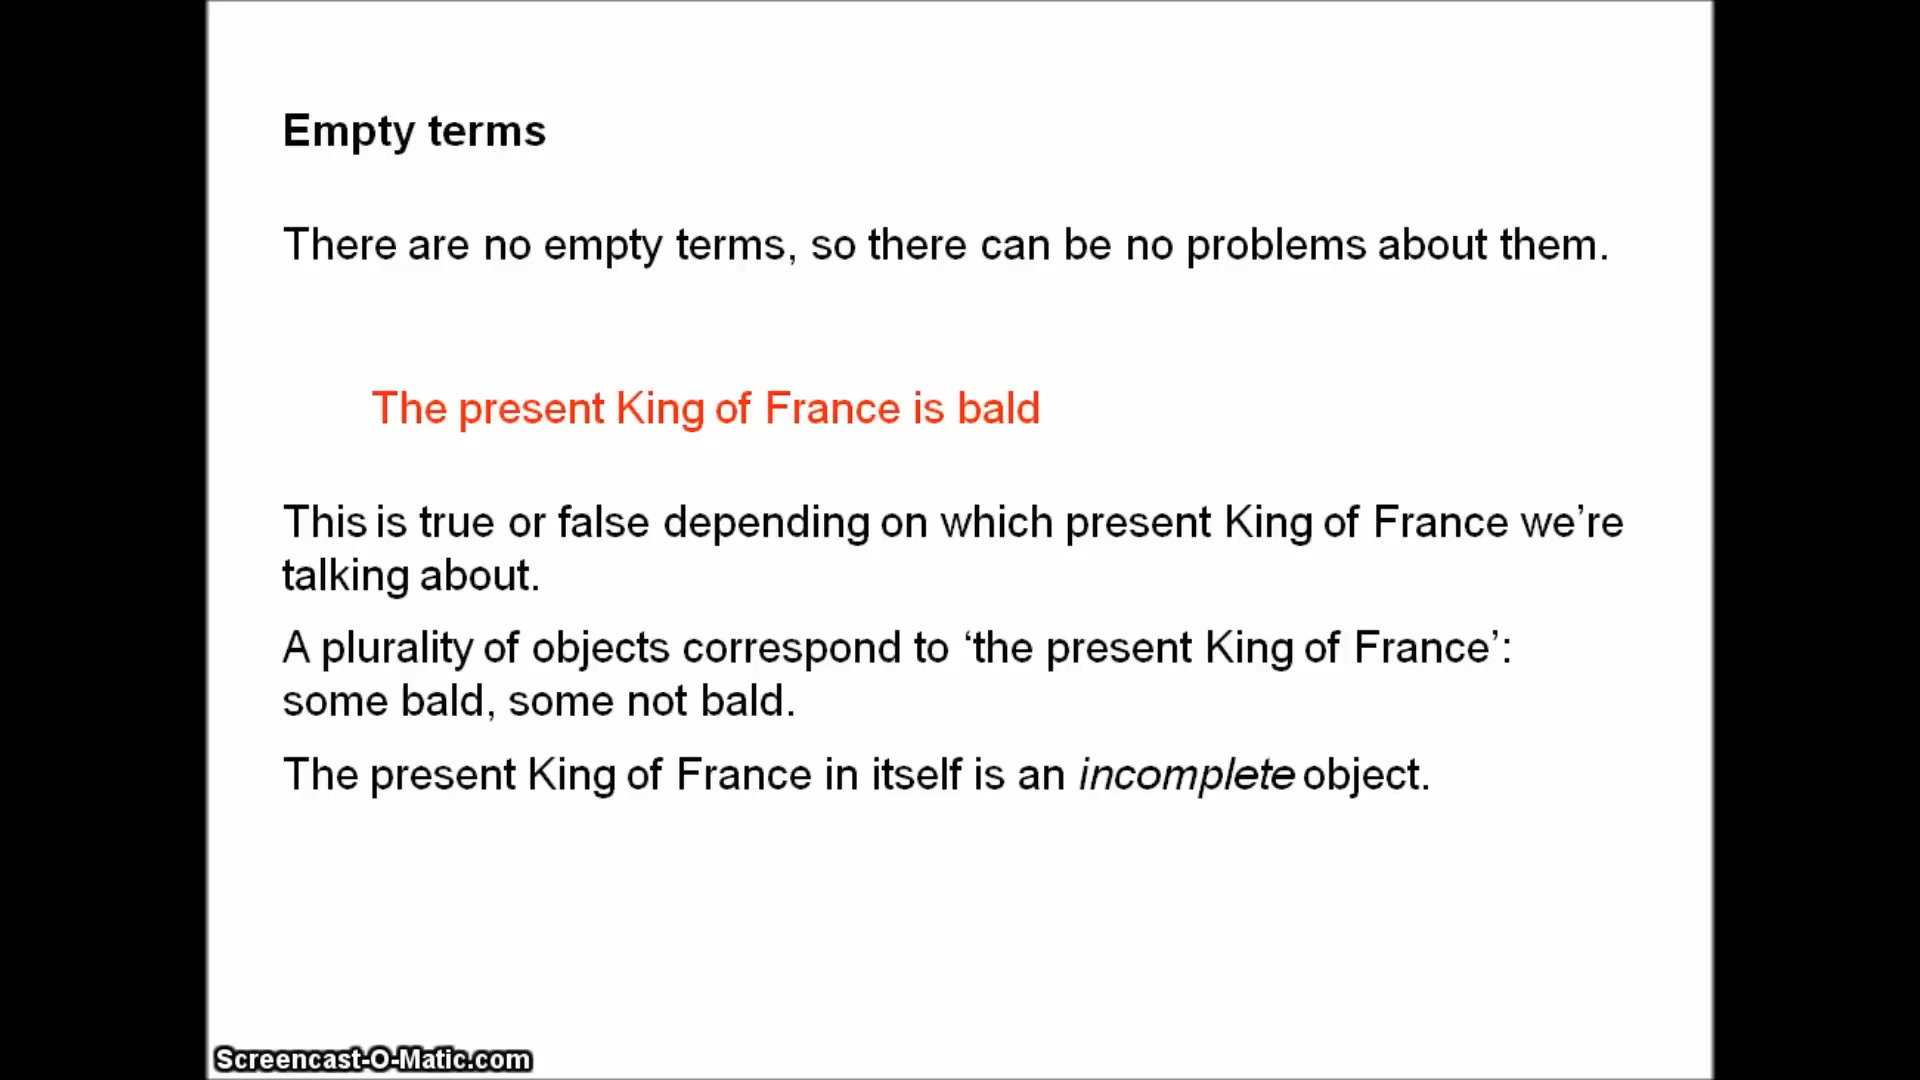 Empty terms
There are no empty terms, so there can be no problems about them.
The present King of France is bald
This is true or false depending on which present King of France we’re
talking about.
A plurality of objects correspond to ‘the present King of France’:
some bald, some not bald.
The present King of France in itself is an incomplete object.
Screencast-O-Matic.com